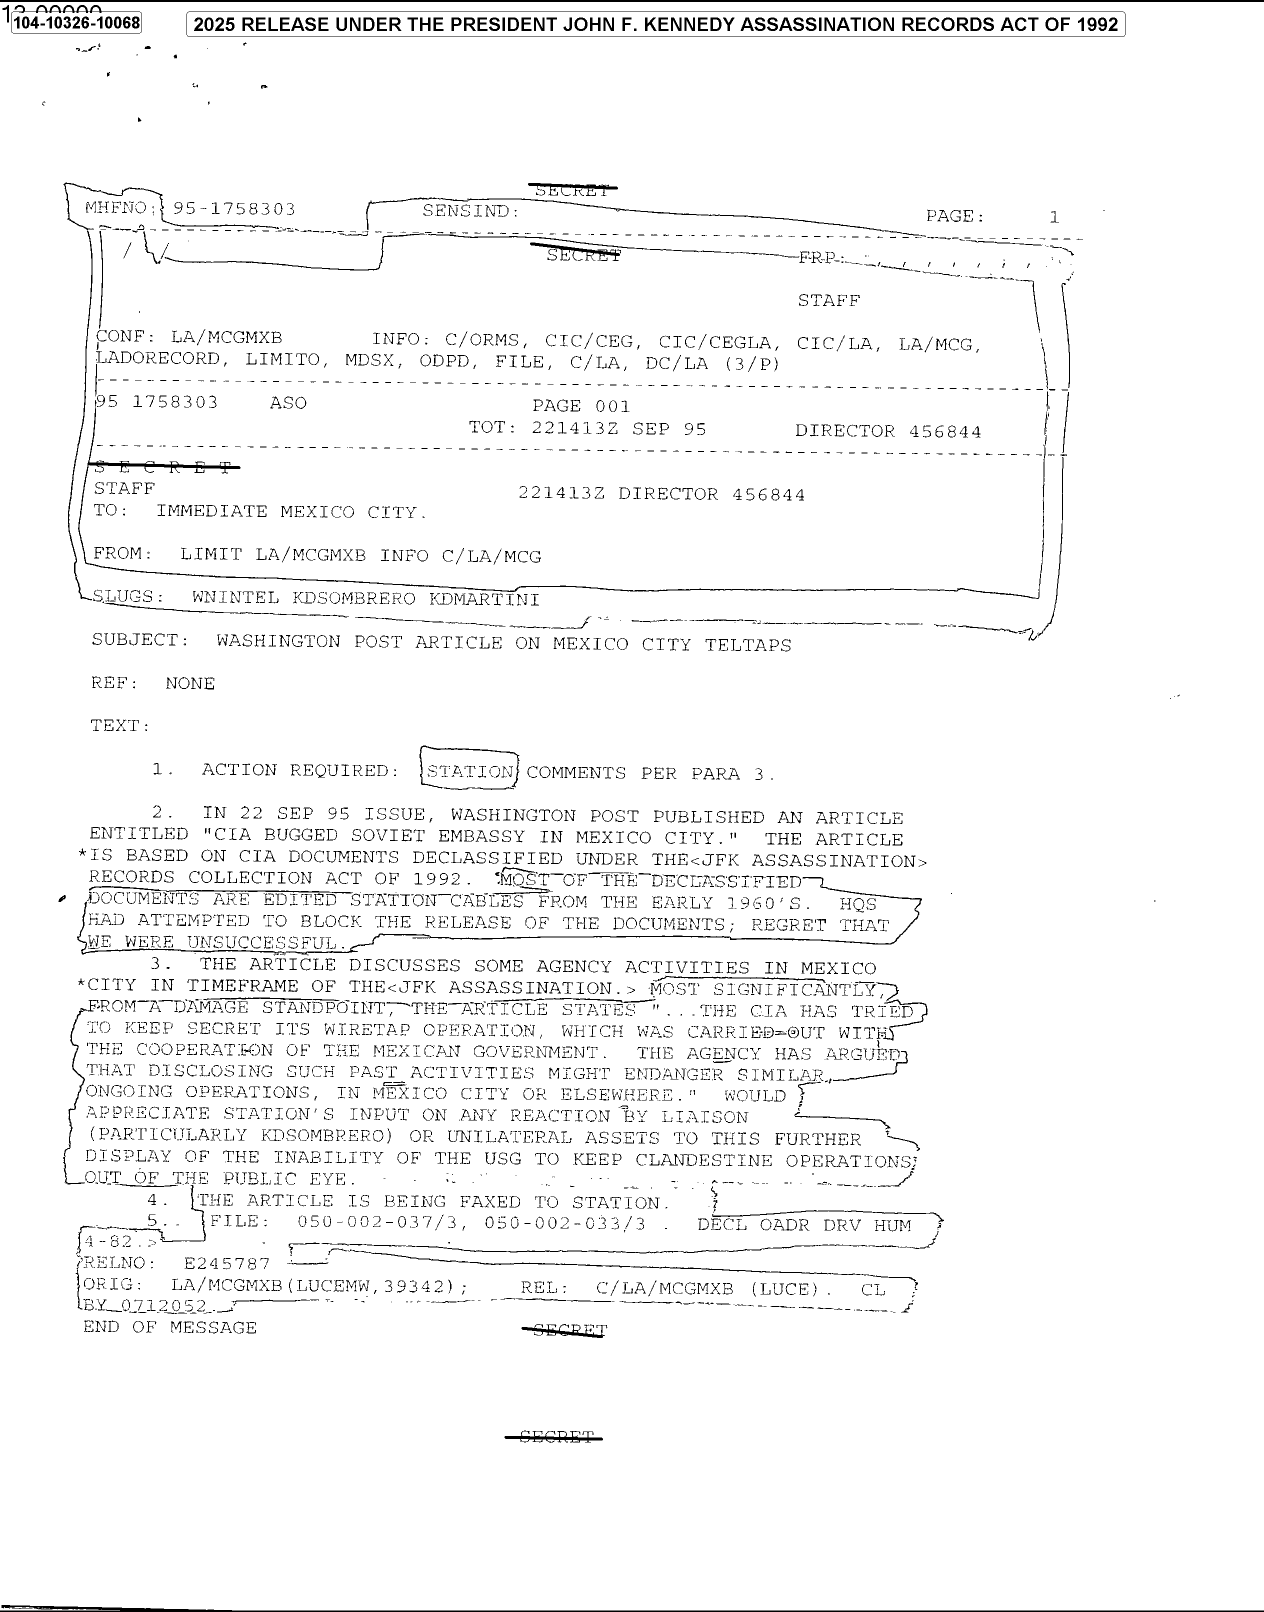 104-10326-10068
2025 RELEASE UNDER THE PRESIDENT JOHN F. KENNEDY ASSASSINATION RECORDS ACT OF 1992
SECRET
MHFNO: 95-1758303 SENSIND: PAGE: 1
/ / SECRET FRP: , , , , , , ,
STAFF
CONF: LA/MCGMXB INFO: C/ORMS, CIC/CEG, CIC/CEGLA, CIC/LA, LA/MCG,
LADORECORD, LIMITO, MDSX, ODPD, FILE, C/LA, DC/LA (3/P)
95 1758303 ASO PAGE 001
TOT: 221413Z SEP 95 DIRECTOR 456844
S E C R E T
STAFF 221413Z DIRECTOR 456844
TO: IMMEDIATE MEXICO CITY.
FROM: LIMIT LA/MCGMXB INFO C/LA/MCG
SLUGS: WNINTEL KDSOMBRERO KDMARTINI
SUBJECT: WASHINGTON POST ARTICLE ON MEXICO CITY TELTAPS
REF: NONE
TEXT:
1. ACTION REQUIRED: STATION COMMENTS PER PARA 3.
2. IN 22 SEP 95 ISSUE, WASHINGTON POST PUBLISHED AN ARTICLE
ENTITLED "CIA BUGGED SOVIET EMBASSY IN MEXICO CITY." THE ARTICLE
*IS BASED ON CIA DOCUMENTS DECLASSIFIED UNDER THE<JFK ASSASSINATION>
RECORDS COLLECTION ACT OF 1992. MOST OF THE DECLASSIFIED
DOCUMENTS ARE EDITED STATION CABLES FROM THE EARLY 1960'S. HQS
HAD ATTEMPTED TO BLOCK THE RELEASE OF THE DOCUMENTS; REGRET THAT
WE WERE UNSUCCESSFUL.
3. THE ARTICLE DISCUSSES SOME AGENCY ACTIVITIES IN MEXICO
*CITY IN TIMEFRAME OF THE<JFK ASSASSINATION.> MOST SIGNIFICANTLY,
FROM A DAMAGE STANDPOINT, THE ARTICLE STATES "...THE CIA HAS TRIED
TO KEEP SECRET ITS WIRETAP OPERATION, WHICH WAS CARRIED OUT WITH
THE COOPERATION OF THE MEXICAN GOVERNMENT. THE AGENCY HAS ARGUED
THAT DISCLOSING SUCH PAST ACTIVITIES MIGHT ENDANGER SIMILAR,
ONGOING OPERATIONS, IN MEXICO CITY OR ELSEWHERE." WOULD
APPRECIATE STATION'S INPUT ON ANY REACTION BY LIAISON
(PARTICULARLY KDSOMBRERO) OR UNILATERAL ASSETS TO THIS FURTHER
DISPLAY OF THE INABILITY OF THE USG TO KEEP CLANDESTINE OPERATIONS
OUT OF THE PUBLIC EYE.
4. THE ARTICLE IS BEING FAXED TO STATION.
5. FILE: 050-002-037/3, 050-002-033/3 . DECL OADR DRV HUM
4-82.>
RELNO: E245787
ORIG: LA/MCGMXB(LUCEMW,39342); REL: C/LA/MCGMXB (LUCE). CL
BY 0712052
END OF MESSAGE SECRET
SECRET